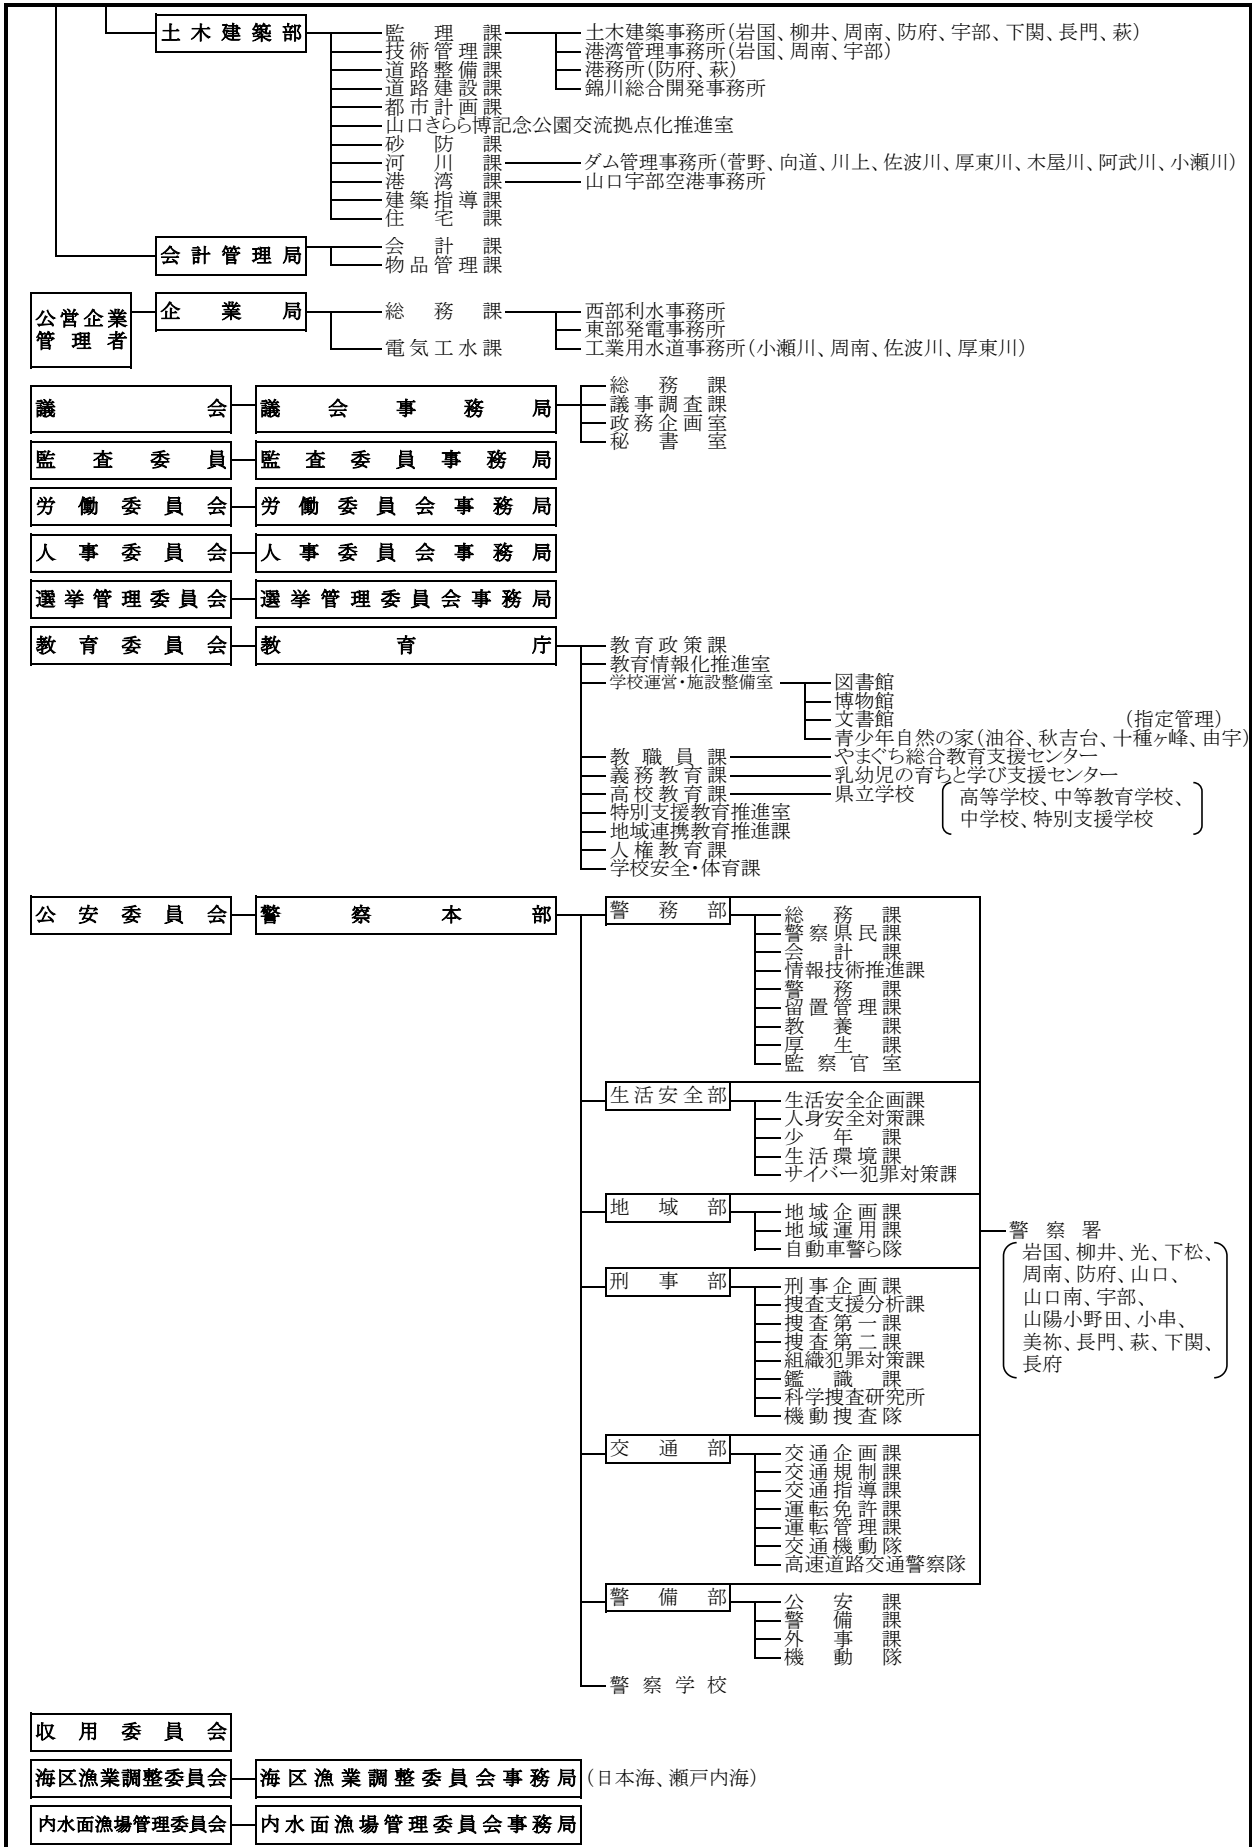 土木建築部
監理課
土木建築事務所(岩国、柳井、周南、防府、宇部、下関、長門、萩)
技術管理課
港湾管理事務所(岩国、周南、宇部)
道路整備課
港務所(防府、萩)
道路建設課
錦川総合開発事務所
都市計画課
山口きらら博記念公園交流拠点化推進室
砂防課
河川課
ダム管理事務所(菅野、向道、川上、佐波川、厚東川、木屋川、阿武川、小瀬川)
港湾課
山口宇部空港事務所
建築指導課
住宅課
会計管理局
会計課
物品管理課
公営企業
管理者
企業局
総務課
西部利水事務所
東部発電事務所
電気工水課
工業用水道事務所(小瀬川、周南、佐波川、厚東川)
議会
議会事務局
総務課
議事調査課
政務企画室
秘書室
監査委員
監査委員事務局
労働委員会
労働委員会事務局
人事委員会
人事委員会事務局
選挙管理委員会
選挙管理委員会事務局
教育委員会
教育庁
教育政策課
教育情報化推進室
学校運営・施設整備室
図書館
博物館
文書館
(指定管理)
青少年自然の家(油谷、秋吉台、十種ヶ峰、由宇)
教職員課
やまぐち総合教育支援センター
義務教育課
乳幼児の育ちと学び支援センター
高校教育課
県立学校
高等学校、中等教育学校、
中学校、特別支援学校
特別支援教育推進室
地域連携教育推進課
人権教育課
学校安全・体育課
公安委員会
警察本部
警務部
総務課
警察県民課
会計課
情報技術推進課
警務課
留置管理課
教養課
厚生課
監察官室
生活安全部
生活安全企画課
人身安全対策課
少年課
生活環境課
サイバー犯罪対策課
地域部
地域企画課
地域運用課
自動車警ら隊
警察署
岩国、柳井、光、下松、
周南、防府、山口、
山口南、宇部、
山陽小野田、小串、
美祢、長門、萩、下関、
長府
刑事部
刑事企画課
捜査支援分析課
捜査第一課
捜査第二課
組織犯罪対策課
鑑識課
科学捜査研究所
機動捜査隊
交通部
交通企画課
交通規制課
交通指導課
運転免許課
運転管理課
交通機動隊
高速道路交通警察隊
警備部
公安課
警備課
外事課
機動隊
警察学校
収用委員会
海区漁業調整委員会
海区漁業調整委員会事務局
(日本海、瀬戸内海)
内水面漁場管理委員会
内水面漁場管理委員会事務局